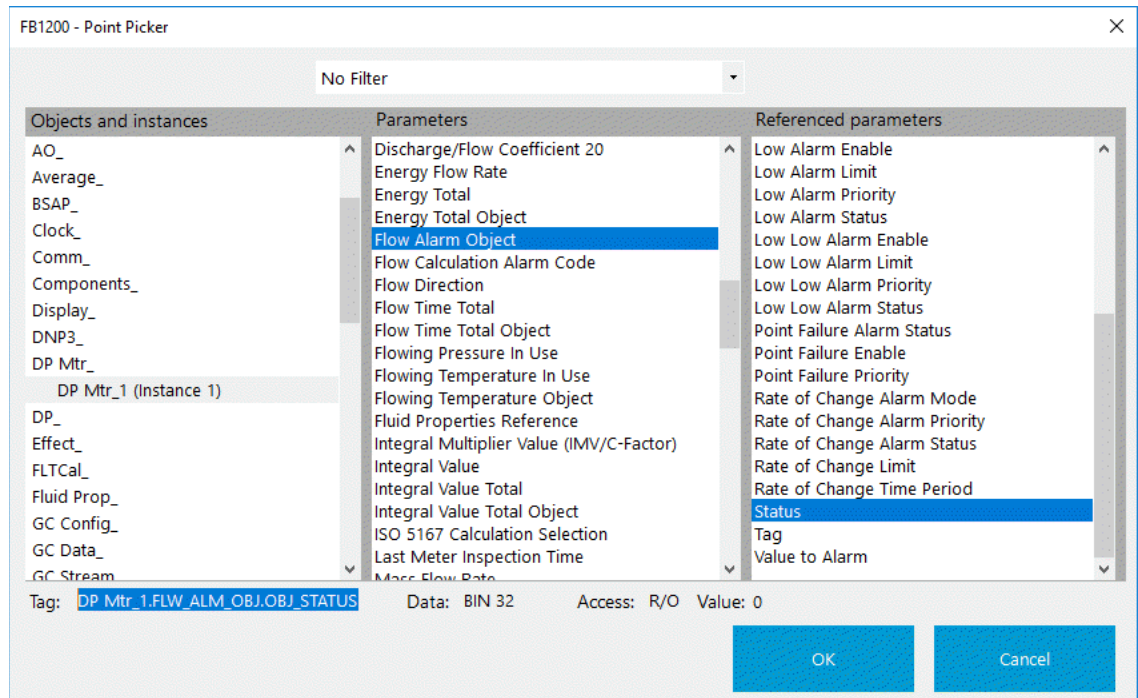 FB1200 - Point Picker
No Filter
Objects and instances
AO_
Average_
BSAP_
Clock_
Comm_
Components_
Display_
DNP3_
DP Mtr_
DP Mtr_1 (Instance 1)
DP_
Effect_
FLTCal_
Fluid Prop_
GC Config_
GC Data_
GC Stream
Parameters
Discharge/Flow Coefficient 20
Energy Flow Rate
Energy Total
Energy Total Object
Flow Alarm Object
Flow Calculation Alarm Code
Flow Direction
Flow Time Total
Flow Time Total Object
Flowing Pressure In Use
Flowing Temperature In Use
Flowing Temperature Object
Fluid Properties Reference
Integral Multiplier Value (IMV/C-Factor)
Integral Value
Integral Value Total
Integral Value Total Object
ISO 5167 Calculation Selection
Last Meter Inspection Time
Mass Flow Rate
Referenced parameters
Low Alarm Enable
Low Alarm Limit
Low Alarm Priority
Low Alarm Status
Low Low Alarm Enable
Low Low Alarm Limit
Low Low Alarm Priority
Low Low Alarm Status
Point Failure Alarm Status
Point Failure Enable
Point Failure Priority
Rate of Change Alarm Mode
Rate of Change Alarm Priority
Rate of Change Alarm Status
Rate of Change Limit
Rate of Change Time Period
Status
Tag
Value to Alarm
Tag: DP Mtr_1.FLW_ALM_OBJ.OBJ_STATUS Data: BIN 32 Access: R/O Value: 0
OK Cancel